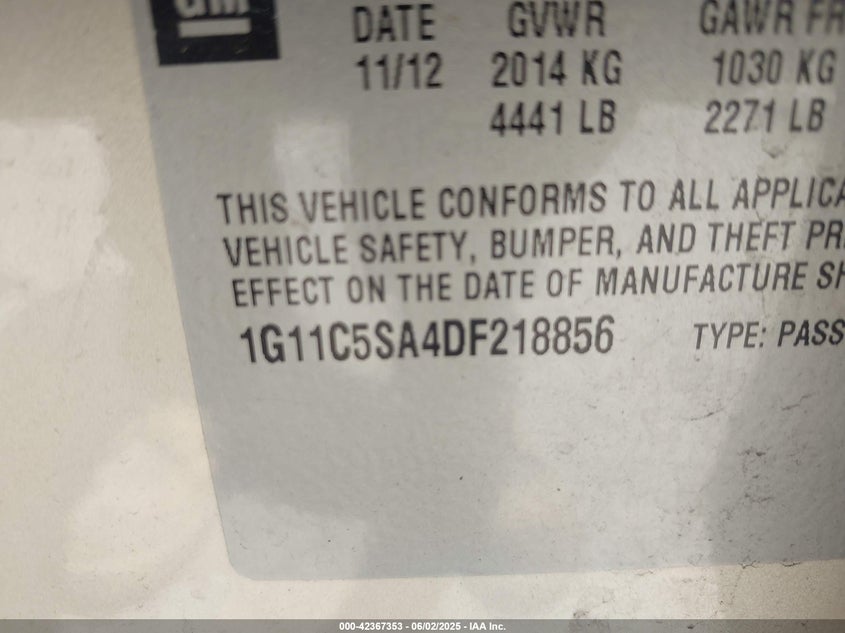 GM
DATE GVWR GAWR FR
11/12 2014 KG 1030 KG
4441 LB 2271 LB
THIS VEHICLE CONFORMS TO ALL APPLICA
VEHICLE SAFETY, BUMPER, AND THEFT PR
EFFECT ON THE DATE OF MANUFACTURE SH
1G11C5SA4DF218856 TYPE: PASS
000-42367353 - 06/02/2025 - IAA Inc.